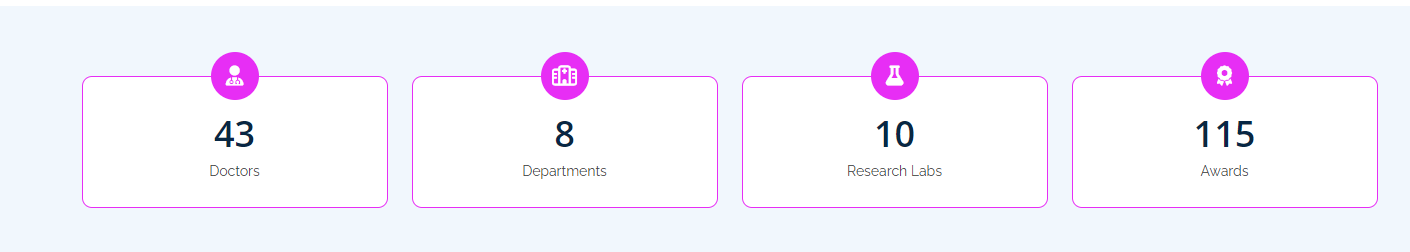 43
Doctors
8
Departments
10
Research Labs
115
Awards